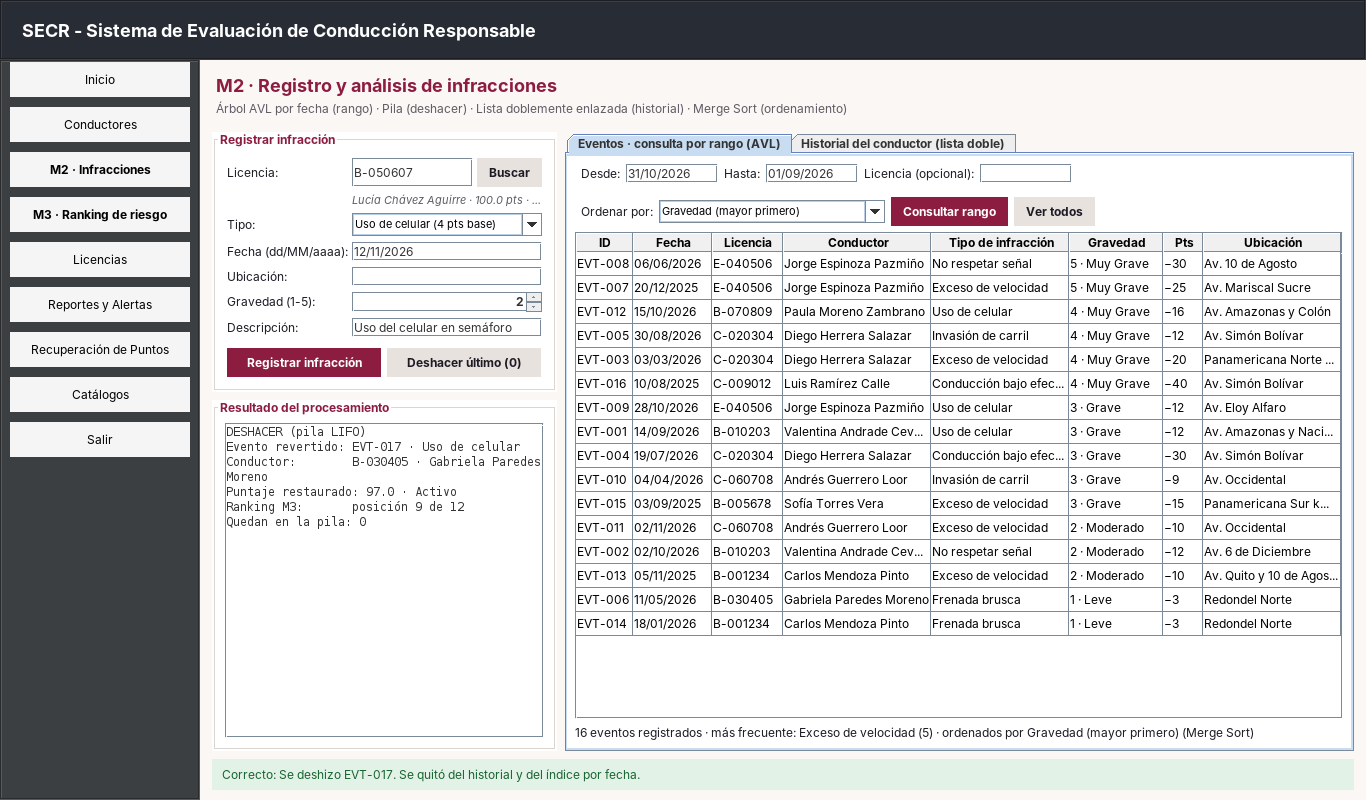 SECR - Sistema de Evaluación de Conducción Responsable
Inicio
Conductores
M2 · Infracciones
M3 · Ranking de riesgo
Licencias
Reportes y Alertas
Recuperación de Puntos
Catálogos
Salir
M2 · Registro y análisis de infracciones
Árbol AVL por fecha (rango) · Pila (deshacer) · Lista doblemente enlazada (historial) · Merge Sort (ordenamiento)
Registrar infracción
Licencia: B-050607 Buscar
Lucía Chávez Aguirre · 100.0 pts · ...
Tipo: Uso de celular (4 pts base)
Fecha (dd/MM/aaaa): 12/11/2026
Ubicación:
Gravedad (1-5): 2
Descripción: Uso del celular en semáforo
Registrar infracción Deshacer último (0)
Resultado del procesamiento
DESHACER (pila LIFO)
Evento revertido: EVT-017 · Uso de celular
Conductor: B-030405 · Gabriela Paredes
Moreno
Puntaje restaurado: 97.0 · Activo
Ranking M3: posición 9 de 12
Quedan en la pila: 0
Eventos · consulta por rango (AVL) Historial del conductor (lista doble)
Desde: 31/10/2026 Hasta: 01/09/2026 Licencia (opcional):
Ordenar por: Gravedad (mayor primero) Consultar rango Ver todos
ID Fecha Licencia Conductor Tipo de infracción Gravedad Pts Ubicación
EVT-008 06/06/2026 E-040506 Jorge Espinoza Pazmiño No respetar señal 5 · Muy Grave −30 Av. 10 de Agosto
EVT-007 20/12/2025 E-040506 Jorge Espinoza Pazmiño Exceso de velocidad 5 · Muy Grave −25 Av. Mariscal Sucre
EVT-012 15/10/2026 B-070809 Paula Moreno Zambrano Uso de celular 4 · Muy Grave −16 Av. Amazonas y Colón
EVT-005 30/08/2026 C-020304 Diego Herrera Salazar Invasión de carril 4 · Muy Grave −12 Av. Simón Bolívar
EVT-003 03/03/2026 C-020304 Diego Herrera Salazar Exceso de velocidad 4 · Muy Grave −20 Panamericana Norte ...
EVT-016 10/08/2025 C-009012 Luis Ramírez Calle Conducción bajo efec... 4 · Muy Grave −40 Av. Simón Bolívar
EVT-009 28/10/2026 E-040506 Jorge Espinoza Pazmiño Uso de celular 3 · Grave −12 Av. Eloy Alfaro
EVT-001 14/09/2026 B-010203 Valentina Andrade Cev... Uso de celular 3 · Grave −12 Av. Amazonas y Naci...
EVT-004 19/07/2026 C-020304 Diego Herrera Salazar Conducción bajo efec... 3 · Grave −30 Av. Simón Bolívar
EVT-010 04/04/2026 C-060708 Andrés Guerrero Loor Invasión de carril 3 · Grave −9 Av. Occidental
EVT-015 03/09/2025 B-005678 Sofía Torres Vera Exceso de velocidad 3 · Grave −15 Panamericana Sur k...
EVT-011 02/11/2026 C-060708 Andrés Guerrero Loor Exceso de velocidad 2 · Moderado −10 Av. Occidental
EVT-002 02/10/2026 B-010203 Valentina Andrade Cev... No respetar señal 2 · Moderado −12 Av. 6 de Diciembre
EVT-013 05/11/2025 B-001234 Carlos Mendoza Pinto Exceso de velocidad 2 · Moderado −10 Av. Quito y 10 de Agos...
EVT-006 11/05/2026 B-030405 Gabriela Paredes Moreno Frenada brusca 1 · Leve −3 Redondel Norte
EVT-014 18/01/2026 B-001234 Carlos Mendoza Pinto Frenada brusca 1 · Leve −3 Redondel Norte
16 eventos registrados · más frecuente: Exceso de velocidad (5) · ordenados por Gravedad (mayor primero) (Merge Sort)
Correcto: Se deshizo EVT-017. Se quitó del historial y del índice por fecha.